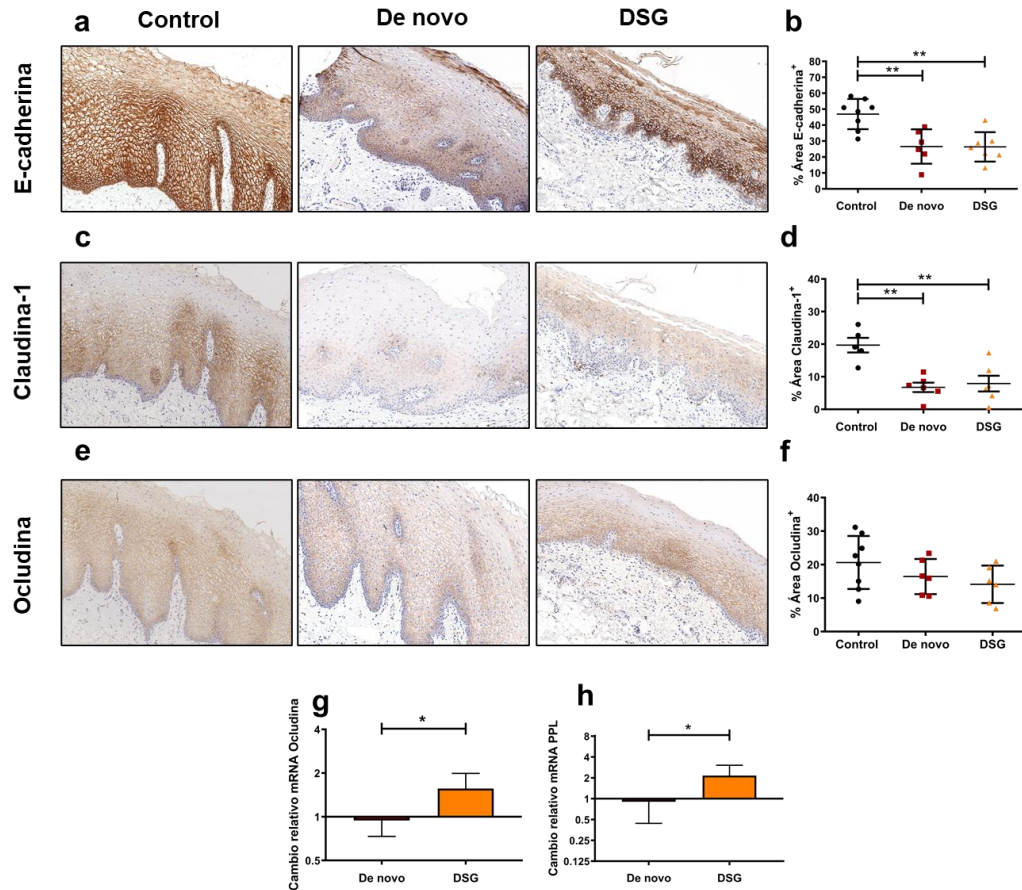 a Control De novo DSG b
E-cadherina
% Área E-cadherina+
80
70
60
50
40
30
20
10
0
**
**
Control De novo DSG
c d
Claudina-1
% Área Claudina-1+
40
30
20
10
0
**
**
Control De novo DSG
e f
Ocludina
% Área Ocludina+
40
30
20
10
0
Control De novo DSG
g
Cambio relativo mRNA Ocludina
4
2
1
0.5
*
De novo DSG
h
Cambio relativo mRNA PPL
8
4
2
1
0.5
0.25
0.125
*
De novo DSG